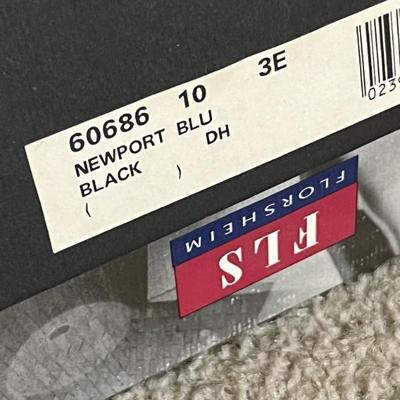 60686 10 3E
NEWPORT BLU
BLACK DH
( )
FLORSHEIM
FLS